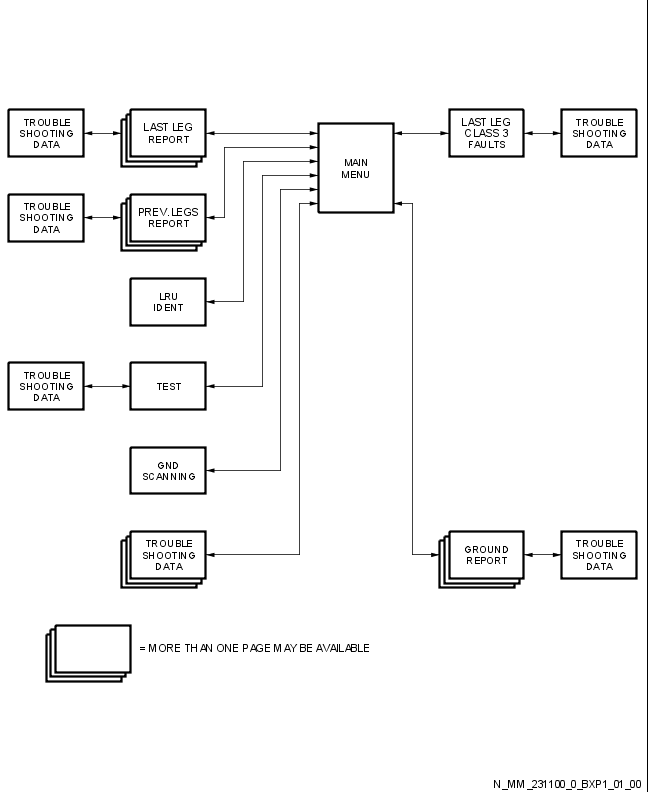 TROUBLE
SHOOTING
DATA
LAST LEG
REPORT
MAIN
MENU
LAST LEG
CLASS 3
FAULTS
TROUBLE
SHOOTING
DATA
TROUBLE
SHOOTING
DATA
PREV.LEGS
REPORT
LRU
IDENT
TROUBLE
SHOOTING
DATA
TEST
GND
SCANNING
TROUBLE
SHOOTING
DATA
GROUND
REPORT
TROUBLE
SHOOTING
DATA
= MORE THAN ONE PAGE MAY BE AVAILABLE
N_MM_231100_0_BXP1_01_00